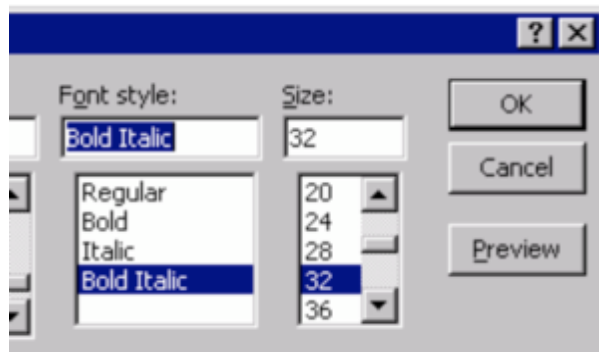 Font style:
Size:
OK
Bold Italic
32
Cancel
Regular
Bold
Italic
Bold Italic
20
24
28
32
36
Preview